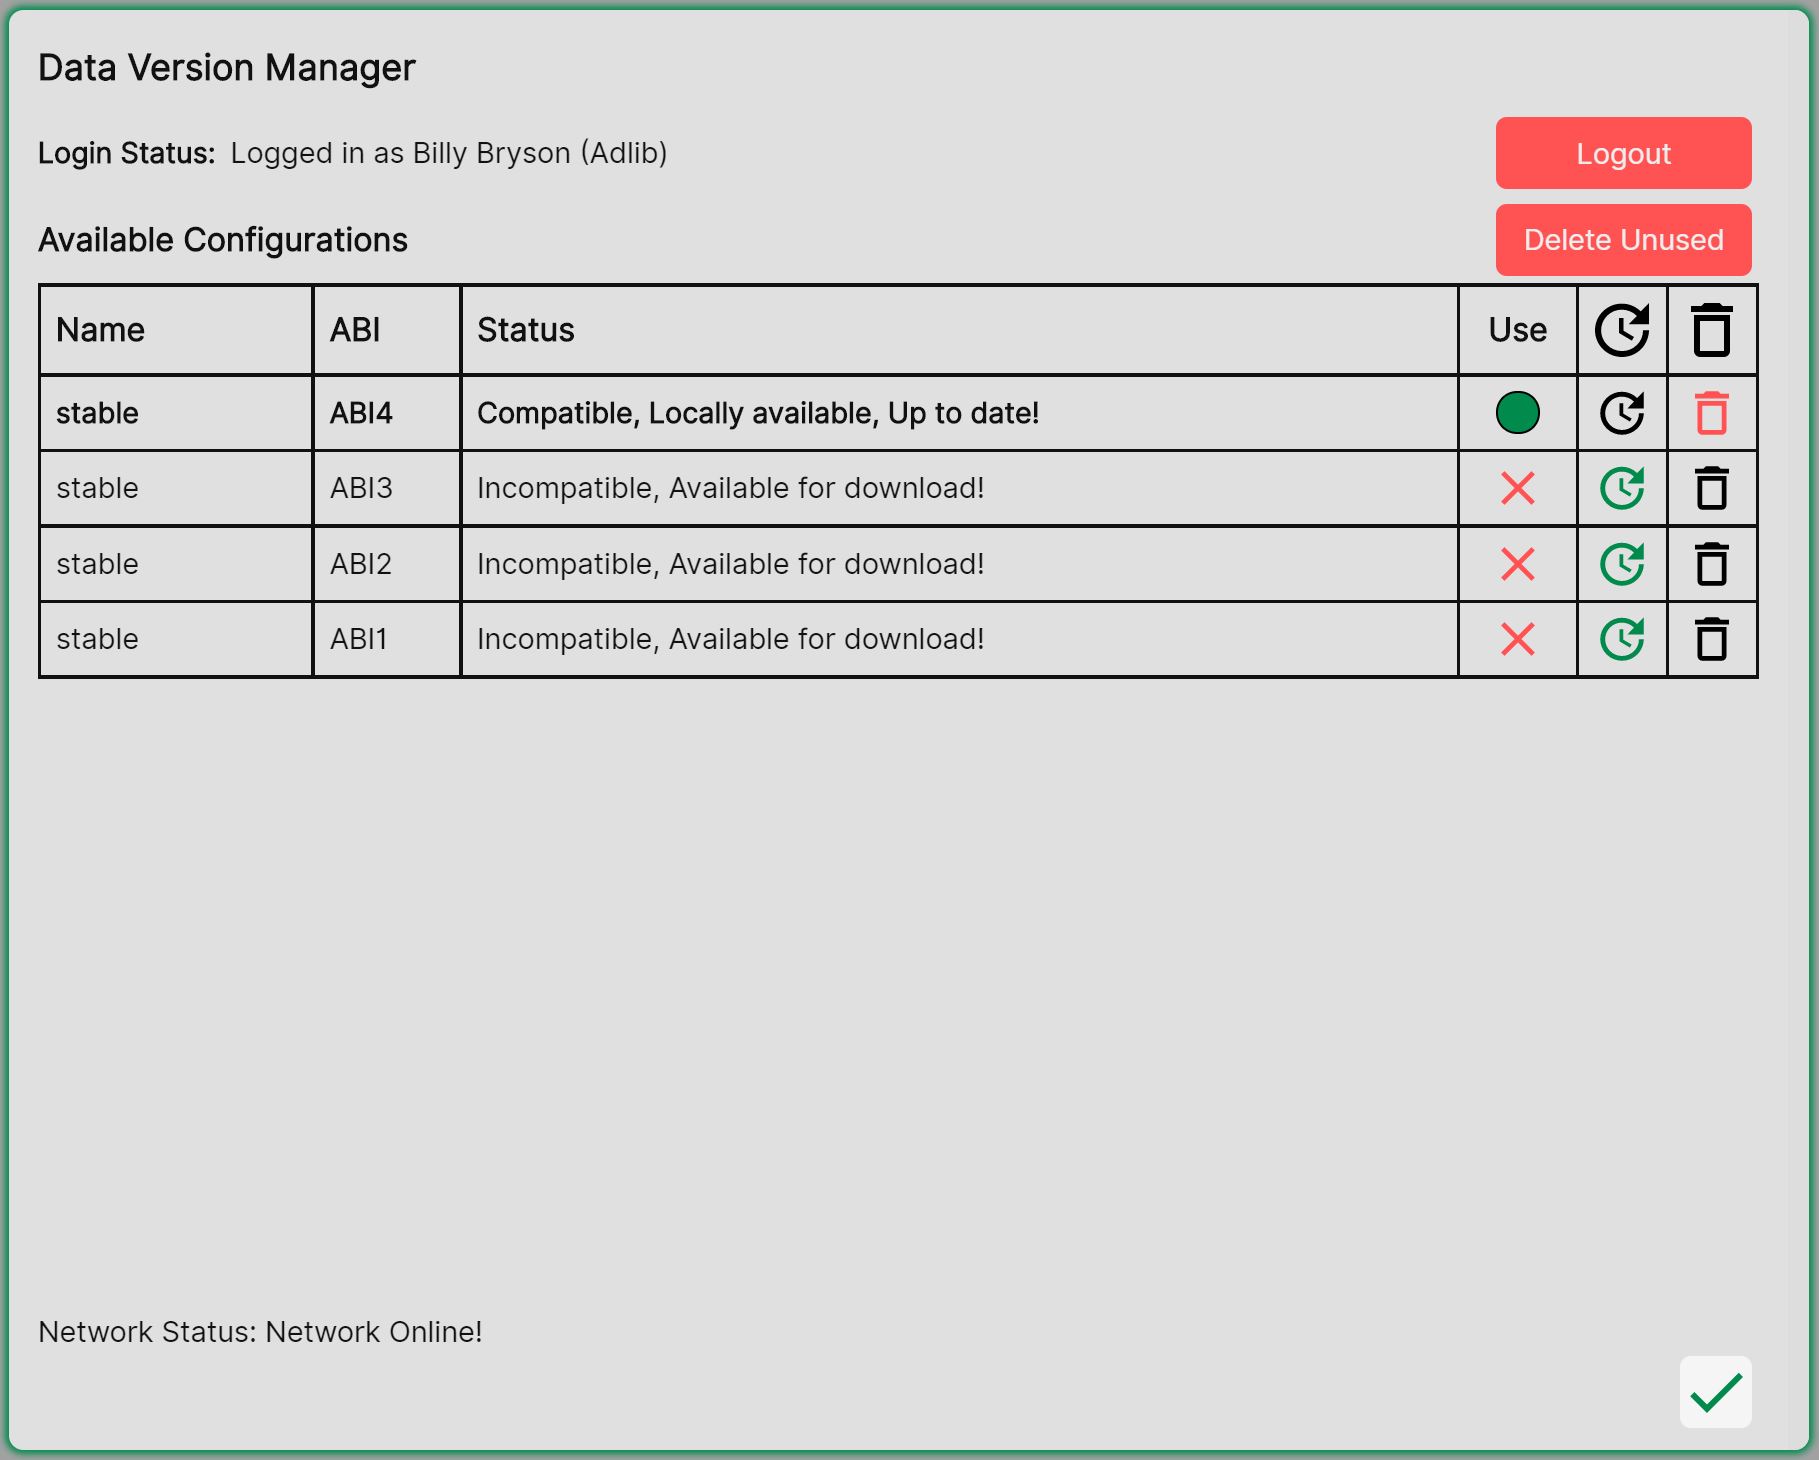 Data Version Manager
Login Status: Logged in as Billy Bryson (Adlib)
Logout
Available Configurations
Delete Unused
Name ABI Status Use
stable ABI4 Compatible, Locally available, Up to date!
stable ABI3 Incompatible, Available for download!
stable ABI2 Incompatible, Available for download!
stable ABI1 Incompatible, Available for download!
Network Status: Network Online!